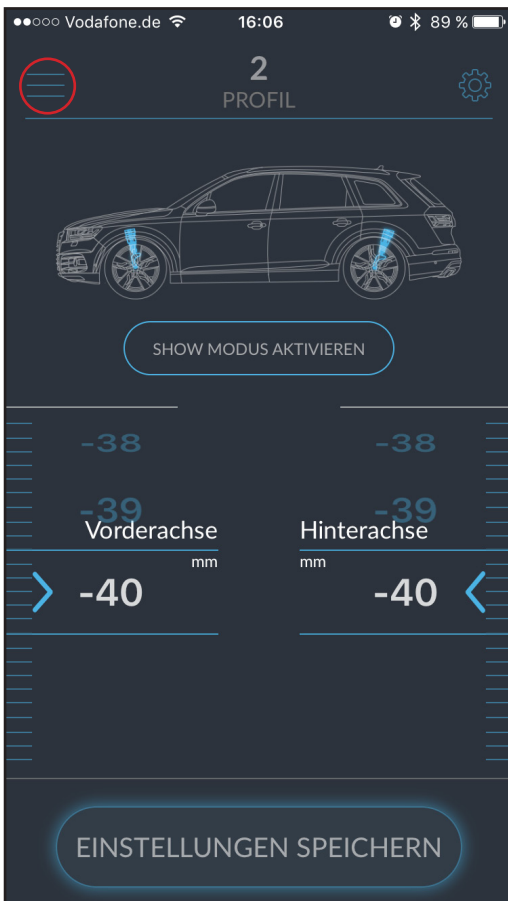 Vodafone.de 16:06 89 %
2
PROFIL
SHOW MODUS AKTIVIEREN
-38 -38
-39 -39
Vorderachse Hinterachse
mm mm
-40 -40
EINSTELLUNGEN SPEICHERN